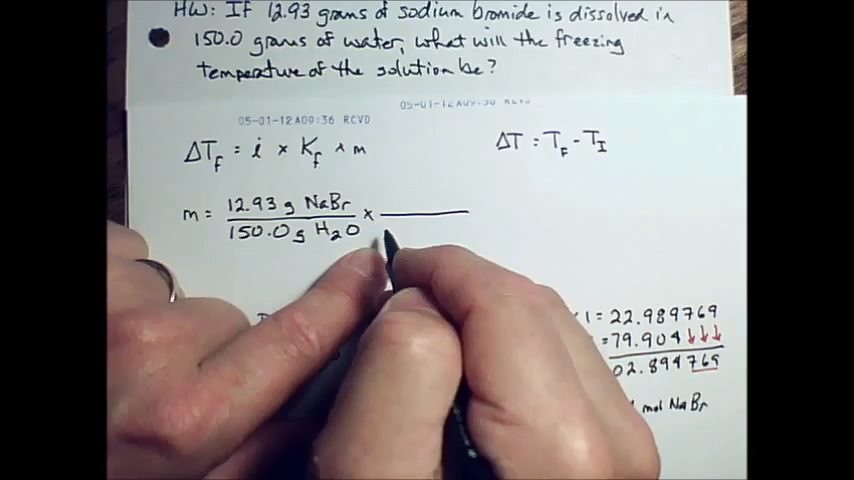 HW: If 12.93 grams of sodium bromide is dissolved in
150.0 grams of water, what will the freezing
temperature of the solution be?
05-01-12A09:36 RCVD
ΔTf = i × Kf × m
ΔT = TF - TI
m = 12.93 g NaBr ×
150.0 g H2O
1 = 22.989769
= 79.904
02.894769
mol NaBr